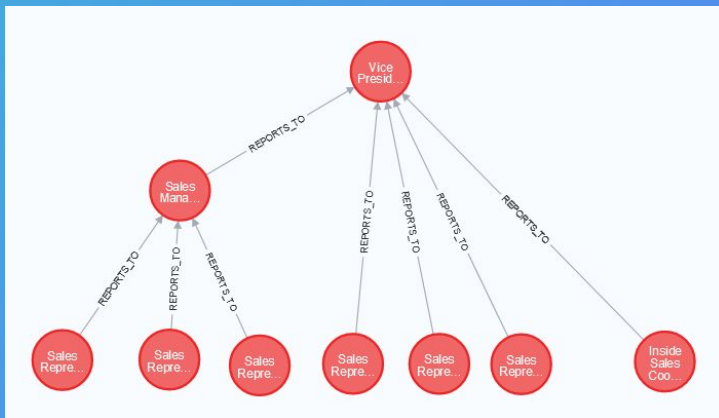 Vice
Presid...
REPORTS_TO
Sales
Mana...
REPORTS_TO
REPORTS_TO
REPORTS_TO
REPORTS_TO
REPORTS_TO
REPORTS_TO
REPORTS_TO
Sales
Repre...
Sales
Repre...
Sales
Repre...
Sales
Repre...
Sales
Repre...
Sales
Repre...
Inside
Sales
Coo...